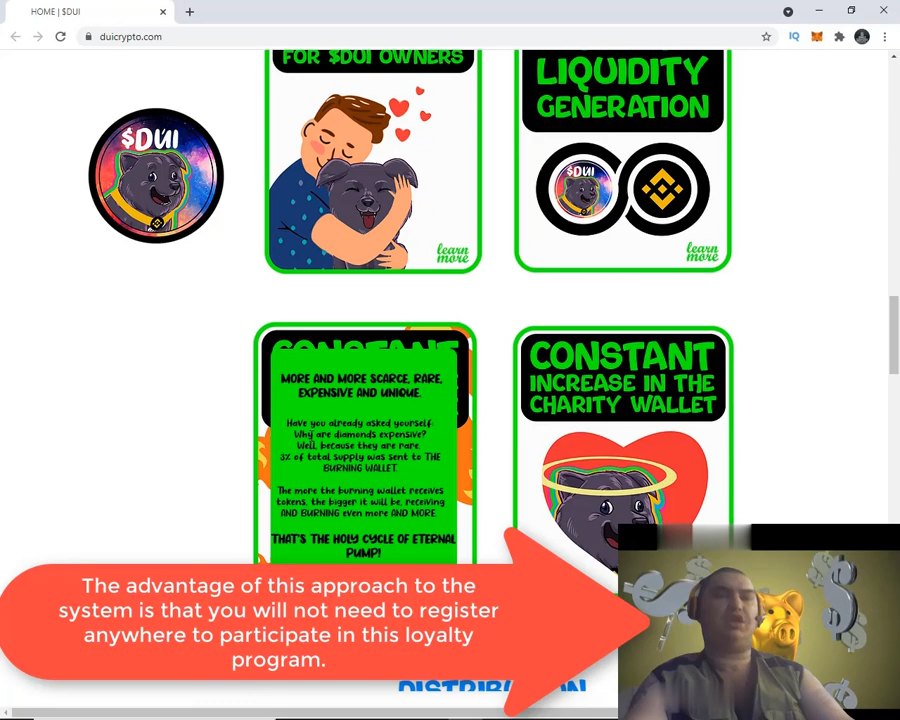 HOME | $DUI
duicrypto.com
IQ
FOR $DUI OWNERS
LIQUIDITY
GENERATION
$DUI
$DUI
learn
more
learn
more
CONSTANT
MORE AND MORE SCARCE, RARE,
EXPENSIVE AND UNIQUE.
Have you already asked yourself:
Why are diamonds expensive?
Well, because they are rare.
3% of total supply was sent to THE
BURNING WALLET.
The more the burning wallet receives
tokens, the bigger it will be, receiving
AND BURNING even more AND MORE.
THAT'S THE HOLY CYCLE OF ETERNAL
PUMP!
CONSTANT
INCREASE IN THE
CHARITY WALLET
The advantage of this approach to the
system is that you will not need to register
anywhere to participate in this loyalty
program.
DISTRIBUTION